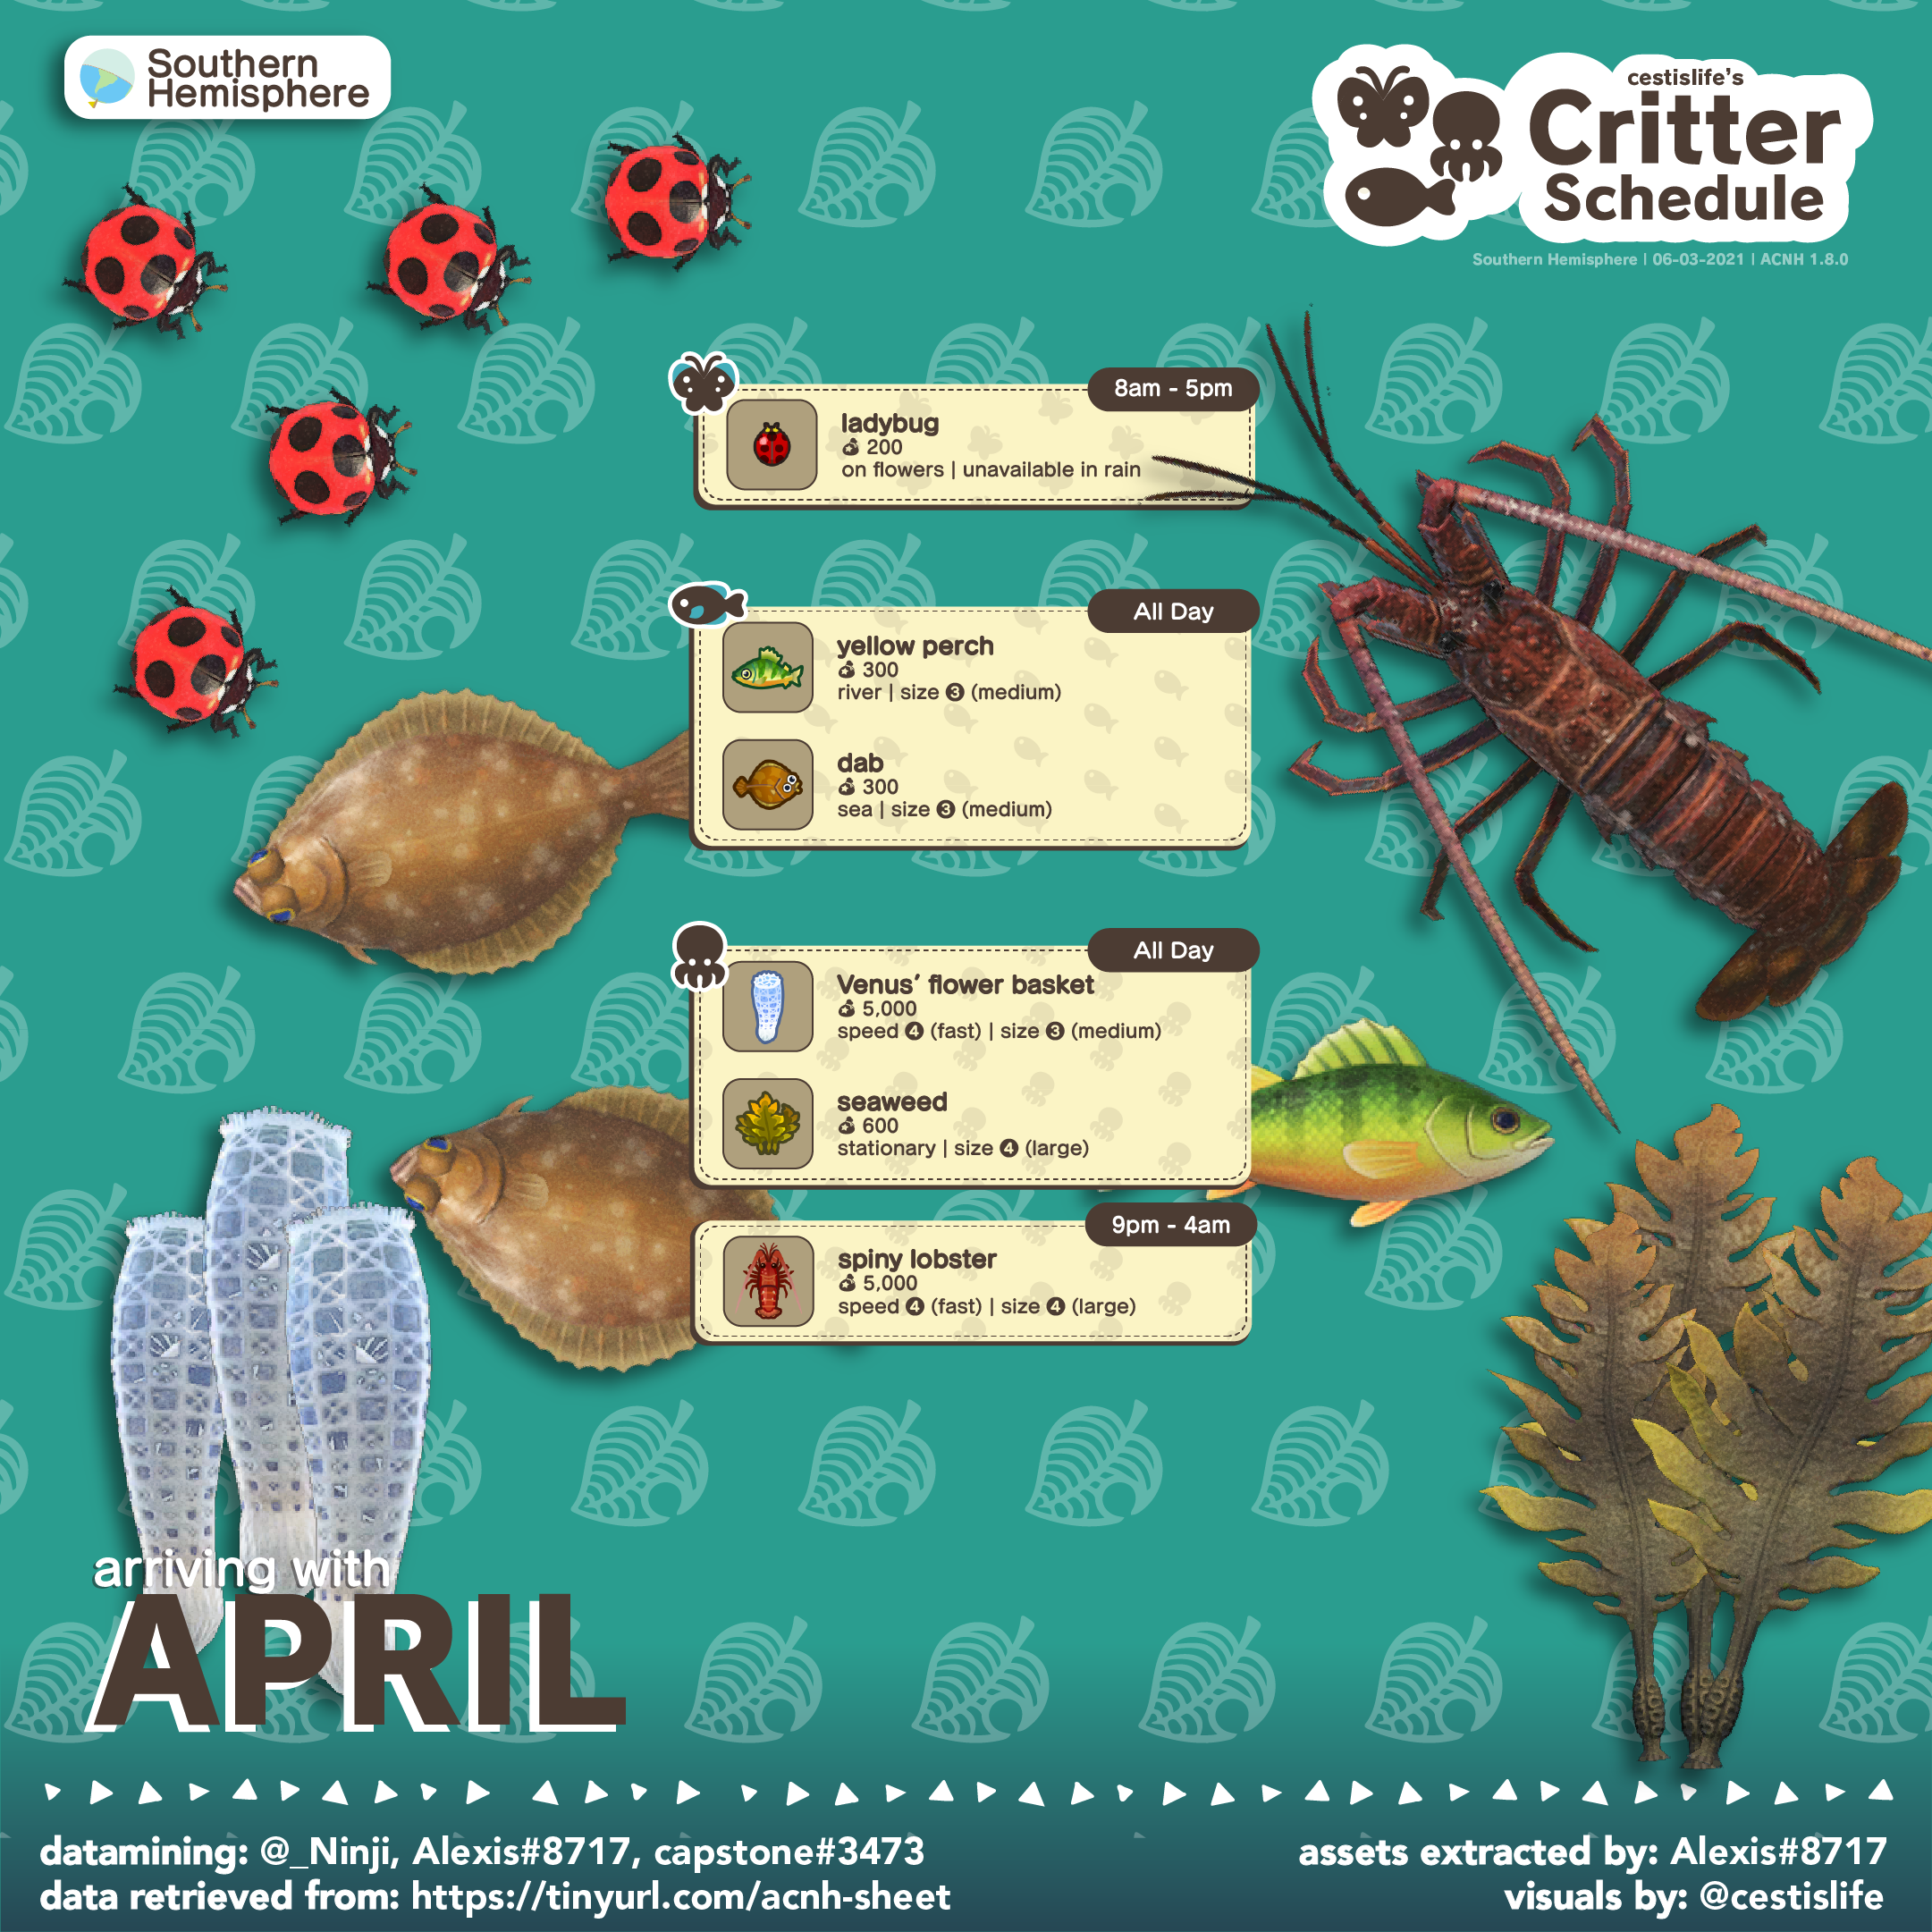 Southern
Hemisphere
cestislife's
Critter
Schedule
Southern Hemisphere | 06-03-2021 | ACNH 1.8.0
8am - 5pm
ladybug
200
on flowers | unavailable in rain
All Day
yellow perch
300
river | size 3 (medium)
dab
300
sea | size 3 (medium)
All Day
Venus' flower basket
5,000
speed 4 (fast) | size 3 (medium)
seaweed
600
stationary | size 4 (large)
9pm - 4am
spiny lobster
5,000
speed 4 (fast) | size 4 (large)
arriving with
APRIL
datamining: @_Ninji, Alexis#8717, capstone#3473
data retrieved from: https://tinyurl.com/acnh-sheet
assets extracted by: Alexis#8717
visuals by: @cestislife